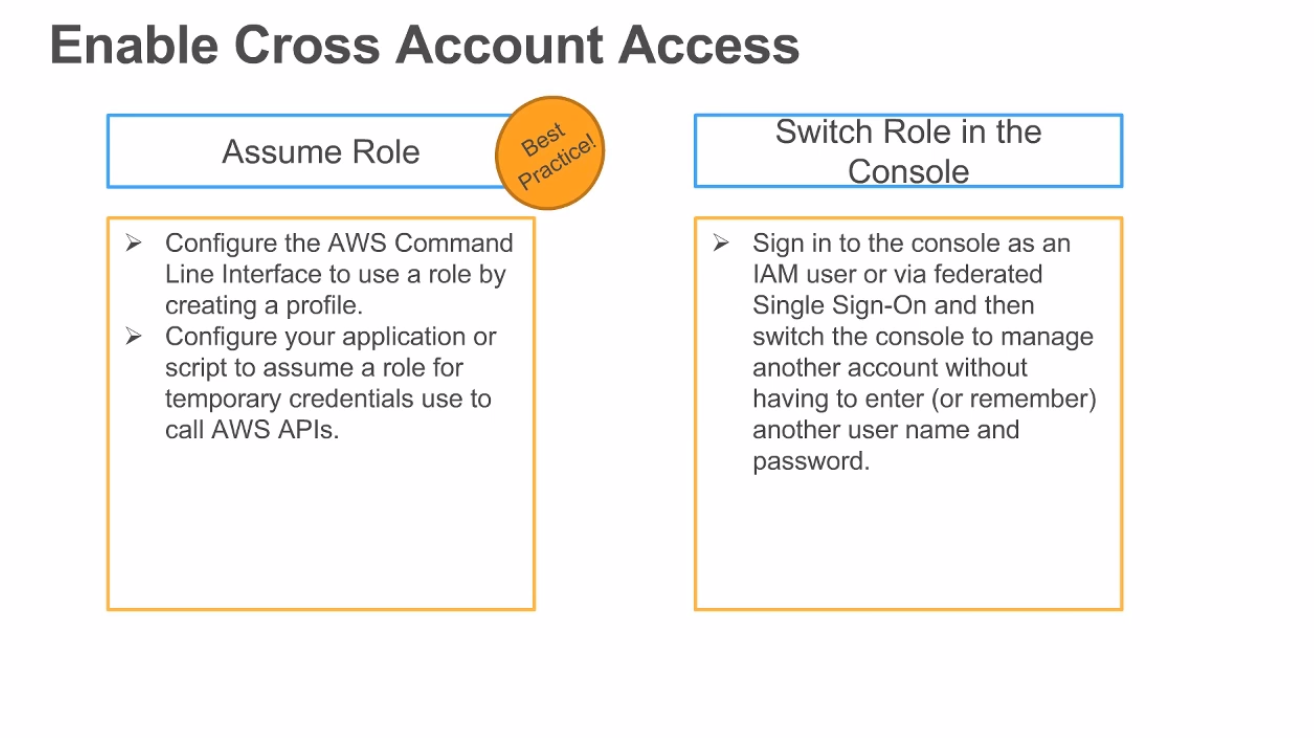 Enable Cross Account Access
Assume Role
Best
Practice!
➢ Configure the AWS Command
Line Interface to use a role by
creating a profile.
➢ Configure your application or
script to assume a role for
temporary credentials use to
call AWS APIs.
Switch Role in the
Console
➢ Sign in to the console as an
IAM user or via federated
Single Sign-On and then
switch the console to manage
another account without
having to enter (or remember)
another user name and
password.